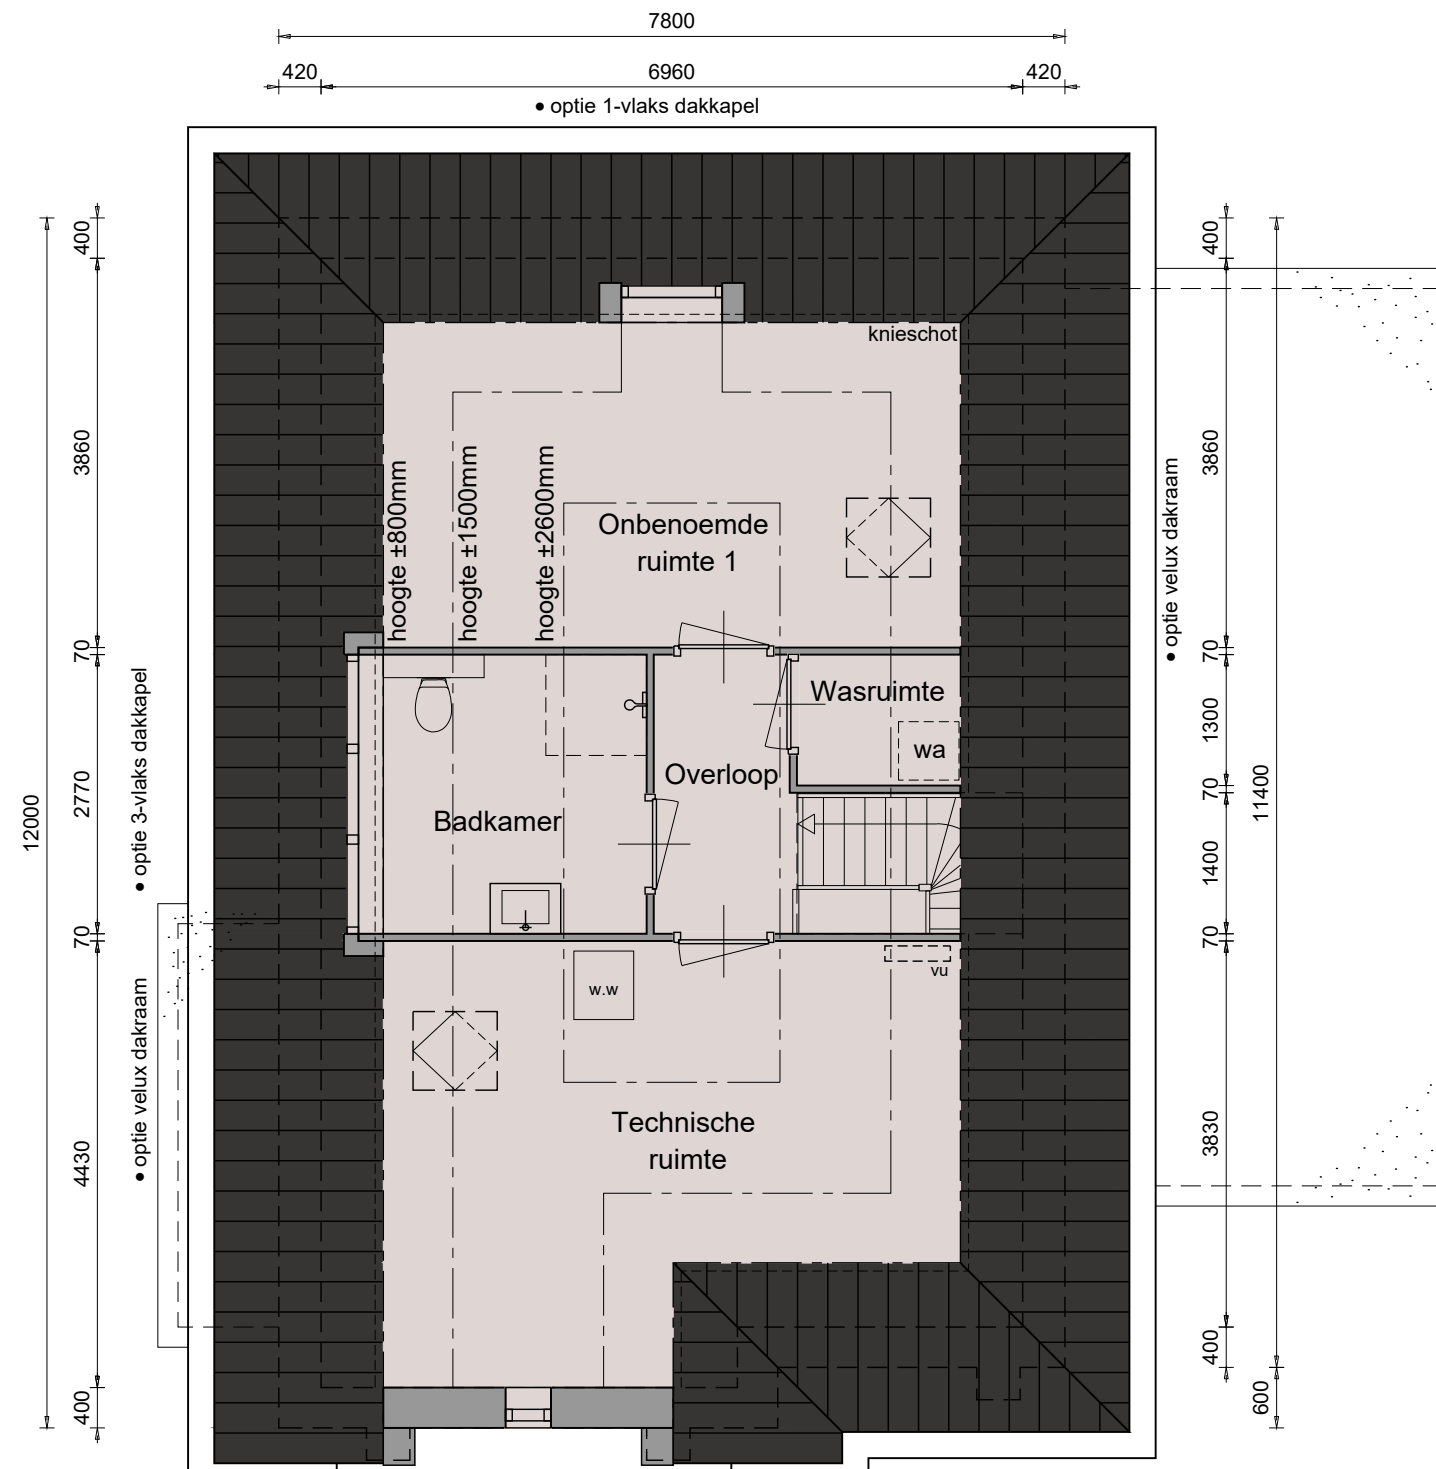 7800
420
6960
420
• optie 1-vlaks dakkapel
400
3860
70
2770
70
4430
400
12000
• optie 3-vlaks dakkapel
• optie velux dakraam
knieschot
hoogte ±800mm
hoogte ±1500mm
hoogte ±2600mm
Onbenoemde
ruimte 1
Wasruimte
wa
Overloop
Badkamer
w.w
vu
Technische
ruimte
• optie velux dakraam
400
3860
70
1300
70
1400
70
3830
400
11400
600